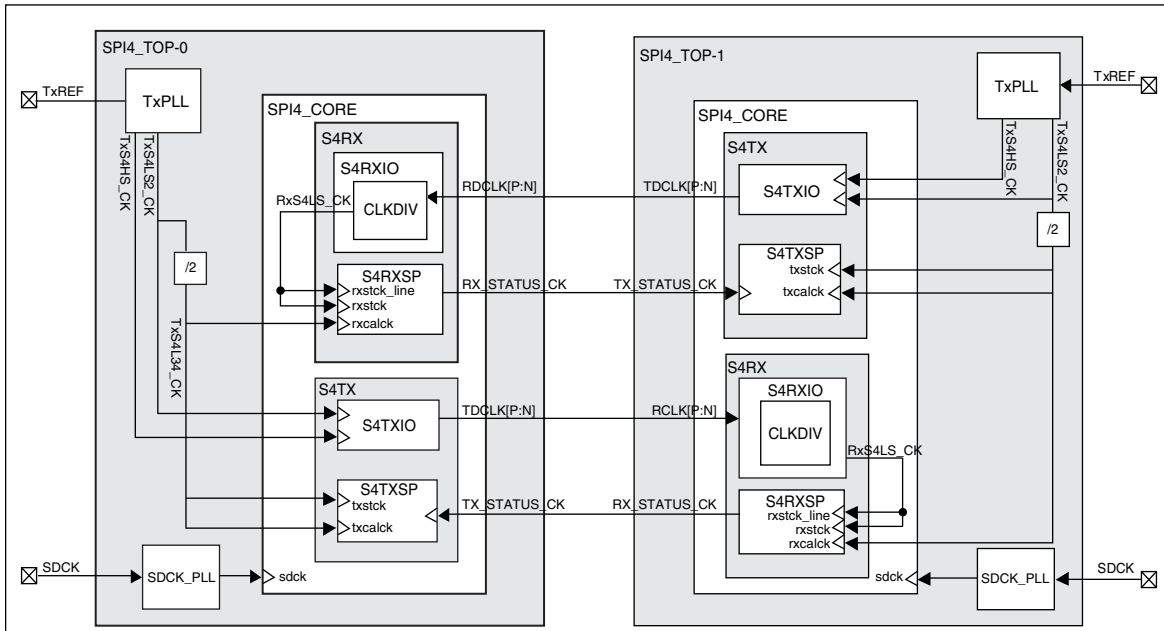 SPI4_TOP-0
TxREF
TxPLL
TxS4HS_CK
TxS4LS2_CK
/2
TxS4L34_CK
SPI4_CORE
S4RX
S4RXIO
RxS4LS_CK
CLKDIV
RDCLK[P:N]
S4RXSP
rxstck_line
rxstck
rxcalck
RX_STATUS_CK
S4TX
S4TXIO
TDCLK[P:N]
S4TXSP
txstck
txcalck
TX_STATUS_CK
SDCK
SDCK_PLL
sdck
SPI4_TOP-1
TxREF
TxPLL
TxS4HS_CK
TxS4LS2_CK
/2
SPI4_CORE
S4TX
S4TXIO
TDCLK[P:N]
S4TXSP
txstck
txcalck
TX_STATUS_CK
S4RX
S4RXIO
RCLK[P:N]
CLKDIV
RxS4LS_CK
S4RXSP
rxstck_line
rxstck
rxcalck
RX_STATUS_CK
sdck
SDCK_PLL
SDCK